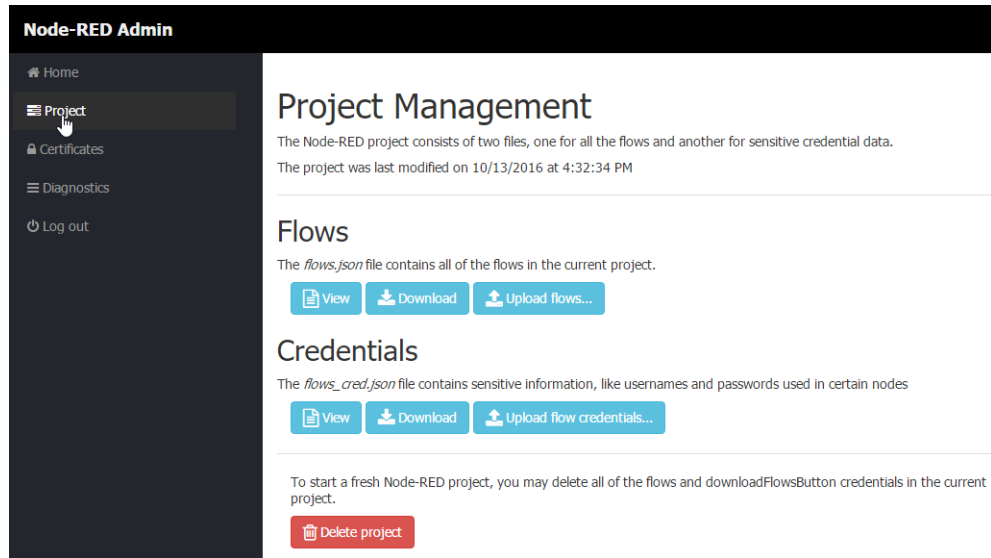 Node-RED Admin
Home
Project
Certificates
Diagnostics
Log out
Project Management
The Node-RED project consists of two files, one for all the flows and another for sensitive credential data.
The project was last modified on 10/13/2016 at 4:32:34 PM
Flows
The flows.json file contains all of the flows in the current project.
View Download Upload flows...
Credentials
The flows_cred.json file contains sensitive information, like usernames and passwords used in certain nodes
View Download Upload flow credentials...
To start a fresh Node-RED project, you may delete all of the flows and downloadFlowsButton credentials in the current
project.
Delete project